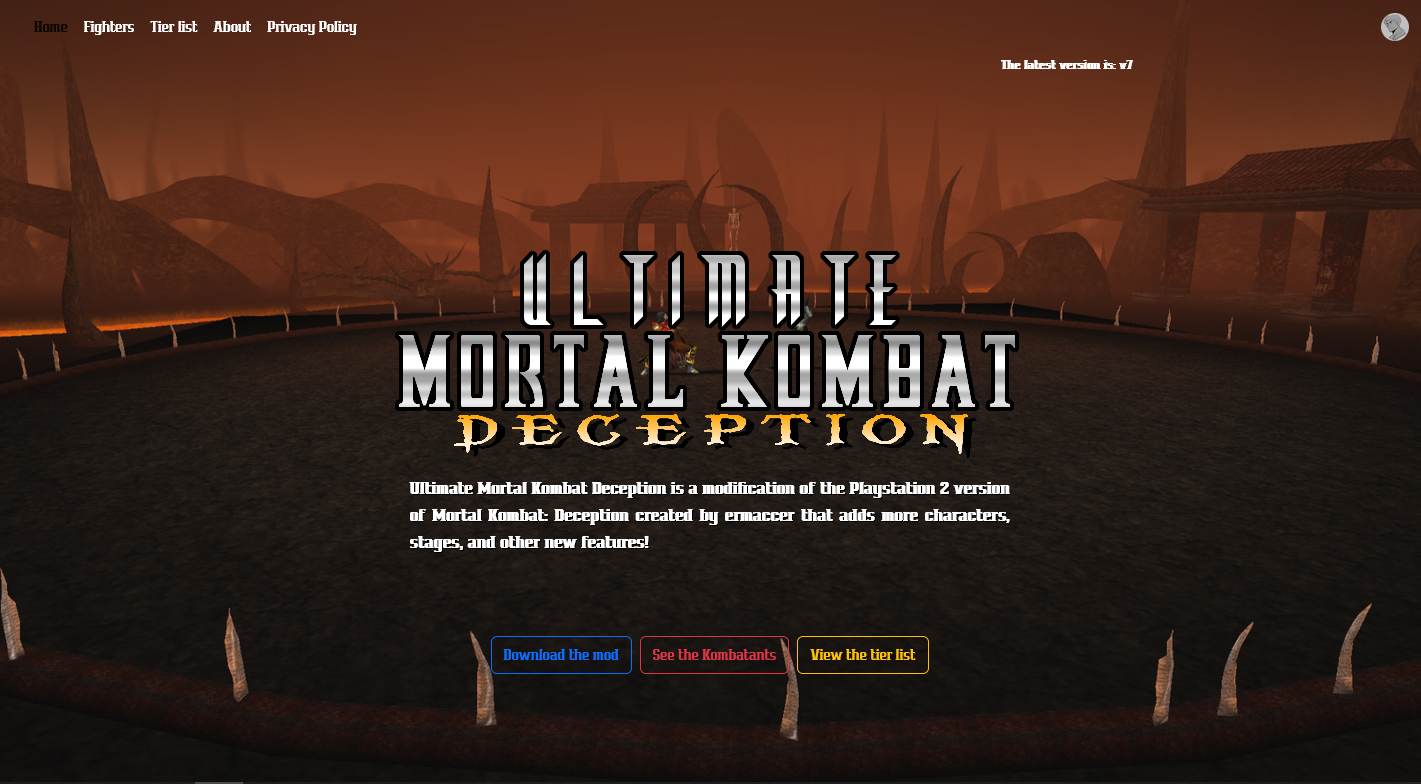 Home Fighters Tier list About Privacy Policy
The latest version is: v7
ULTIMATE
MORTAL KOMBAT
DECEPTION
Ultimate Mortal Kombat Deception is a modification of the Playstation 2 version
of Mortal Kombat: Deception created by ermaccer that adds more characters,
stages, and other new features!
Download the mod See the Kombatants View the tier list